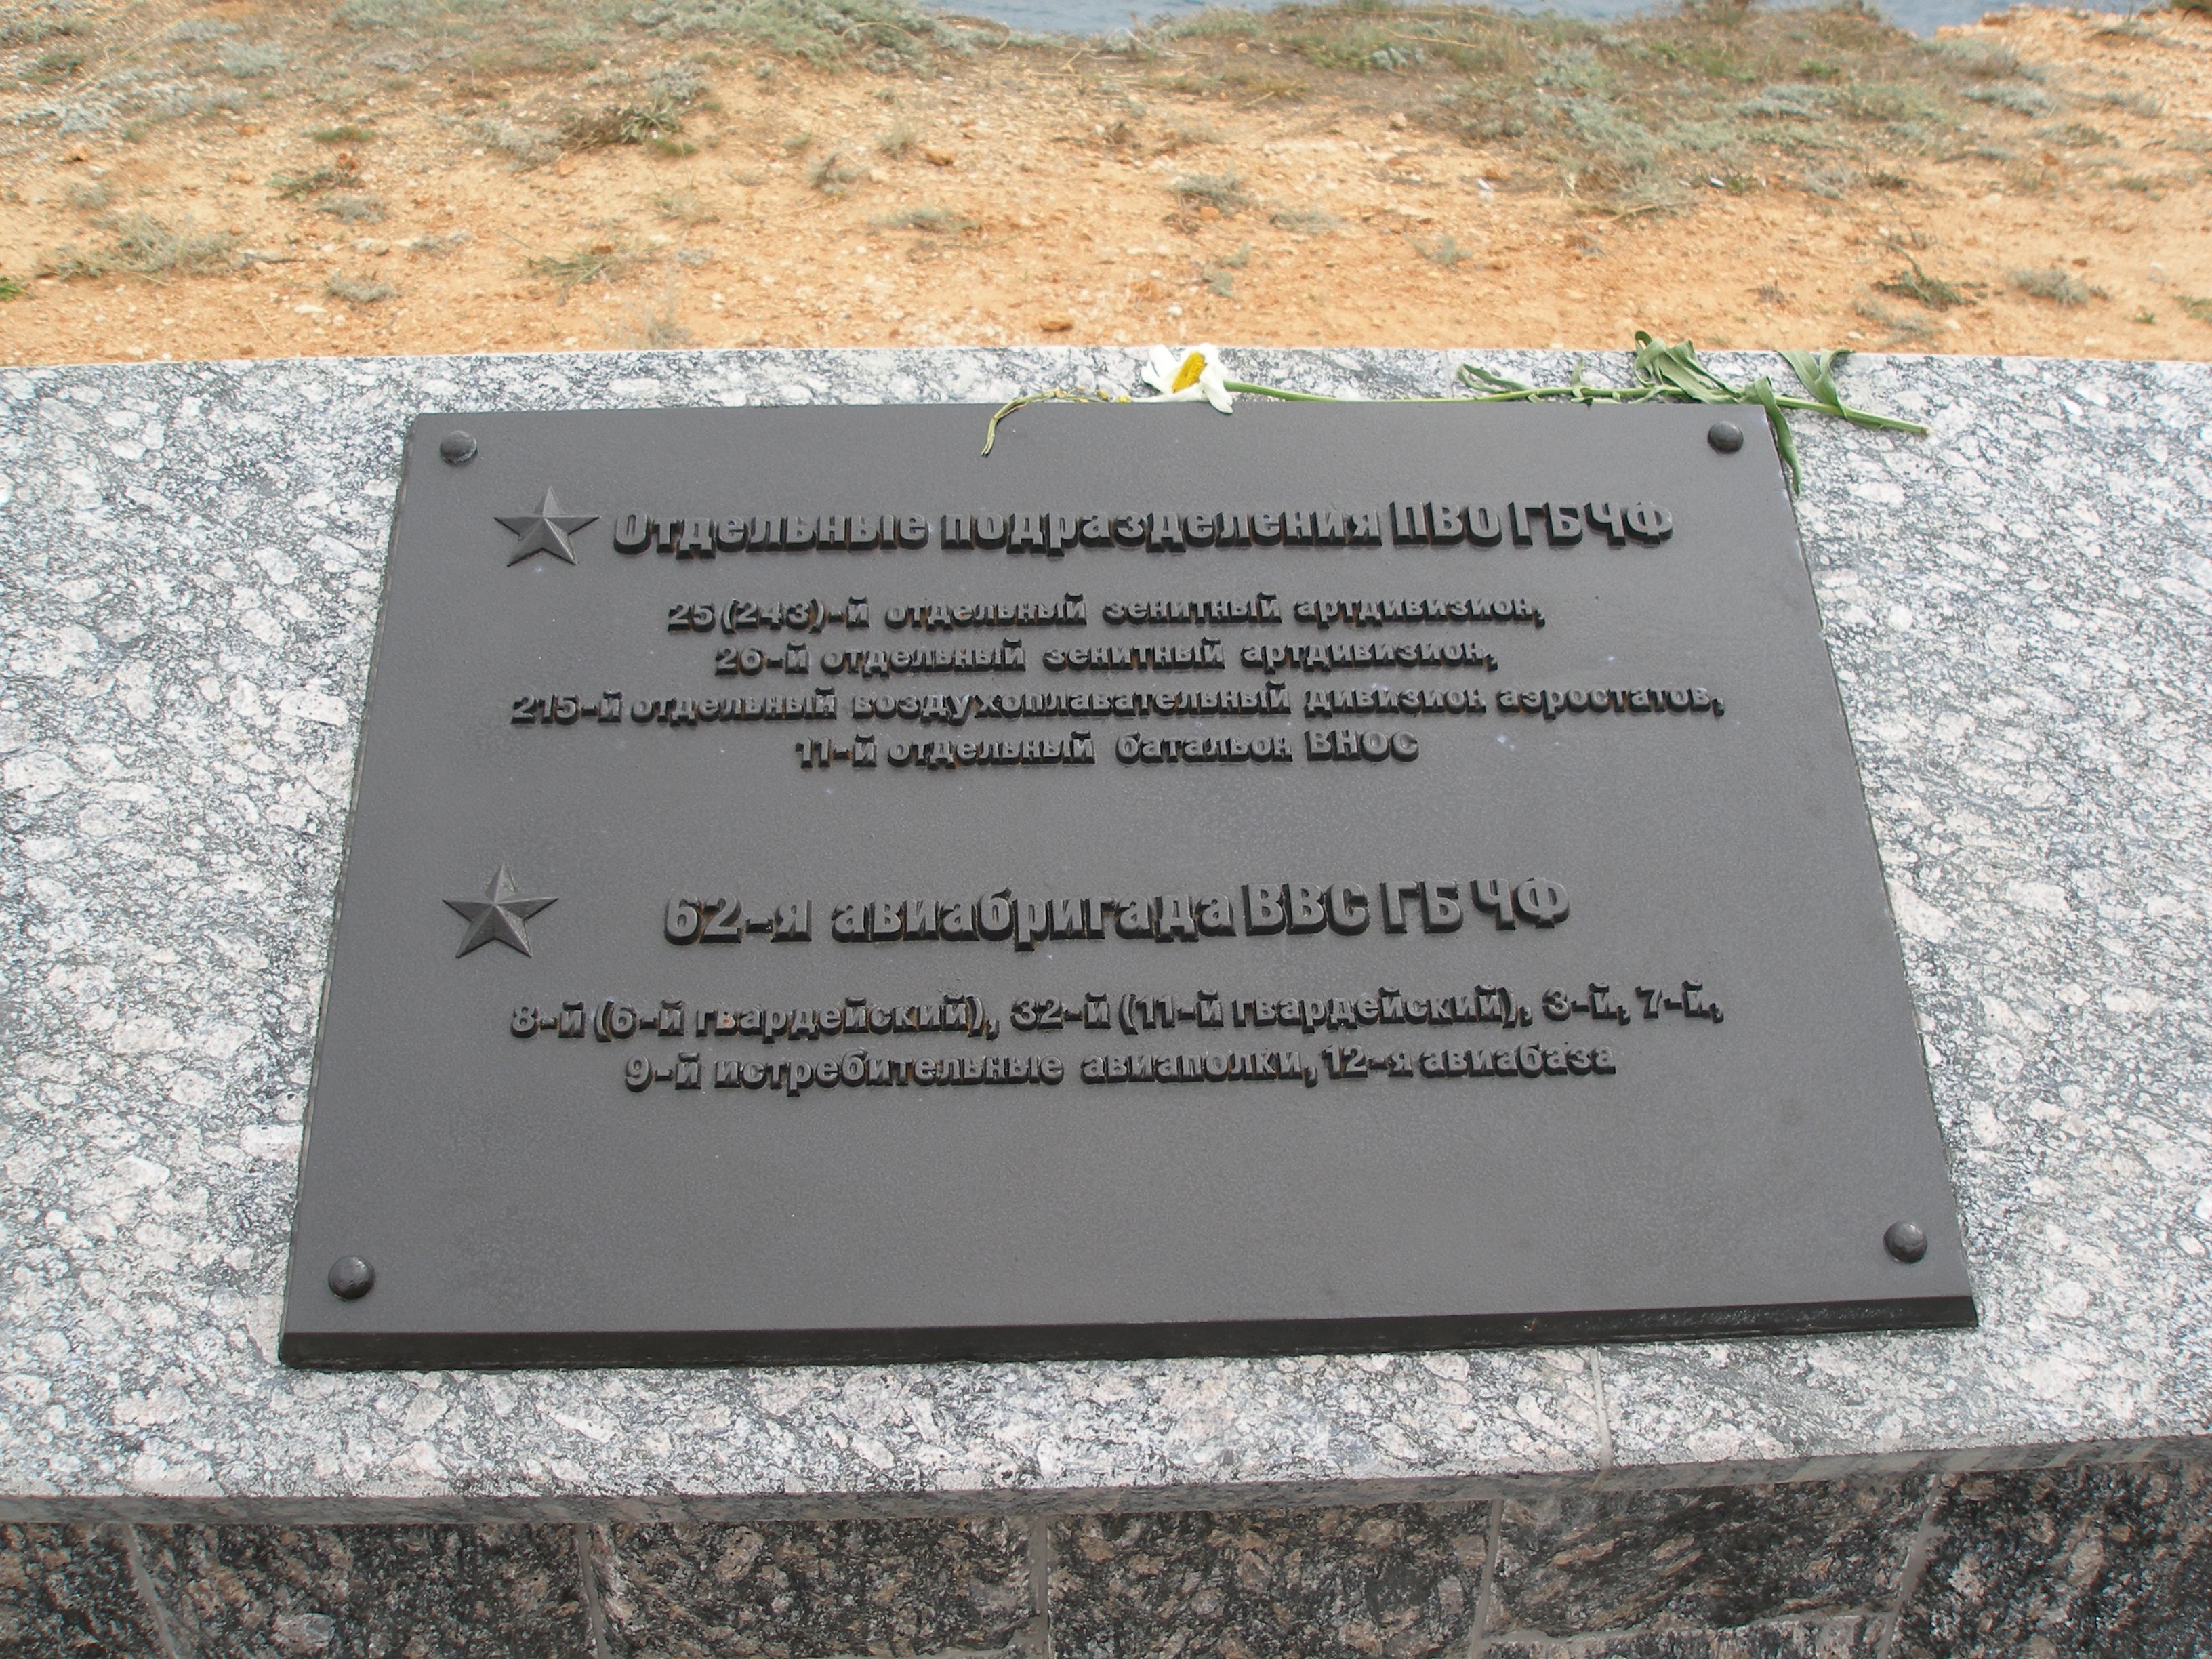 Отдельные подразделения ПВО ГБ ЧФ
25(243)-й отдельный зенитный артдивизион,
26-й отдельный зенитный артдивизион,
215-й отдельный воздухоплавательный дивизион аэростатов,
11-й отдельный батальон ВНОС
62-я авиабригада ВВС ГБ ЧФ
8-й (6-й гвардейский), 32-й (11-й гвардейский), 3-й, 7-й,
9-й истребительные авиаполки, 12-я авиабаза